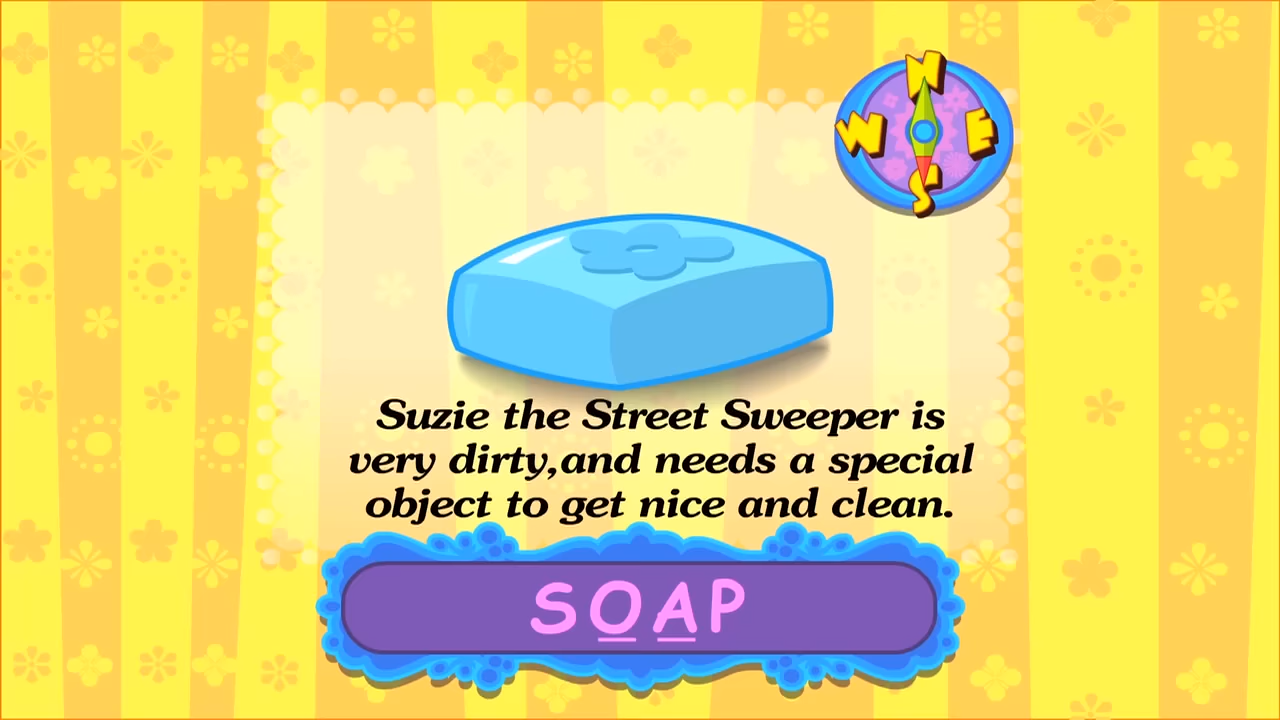 N
W E
S
Suzie the Street Sweeper is
very dirty,and needs a special
object to get nice and clean.
SOAP